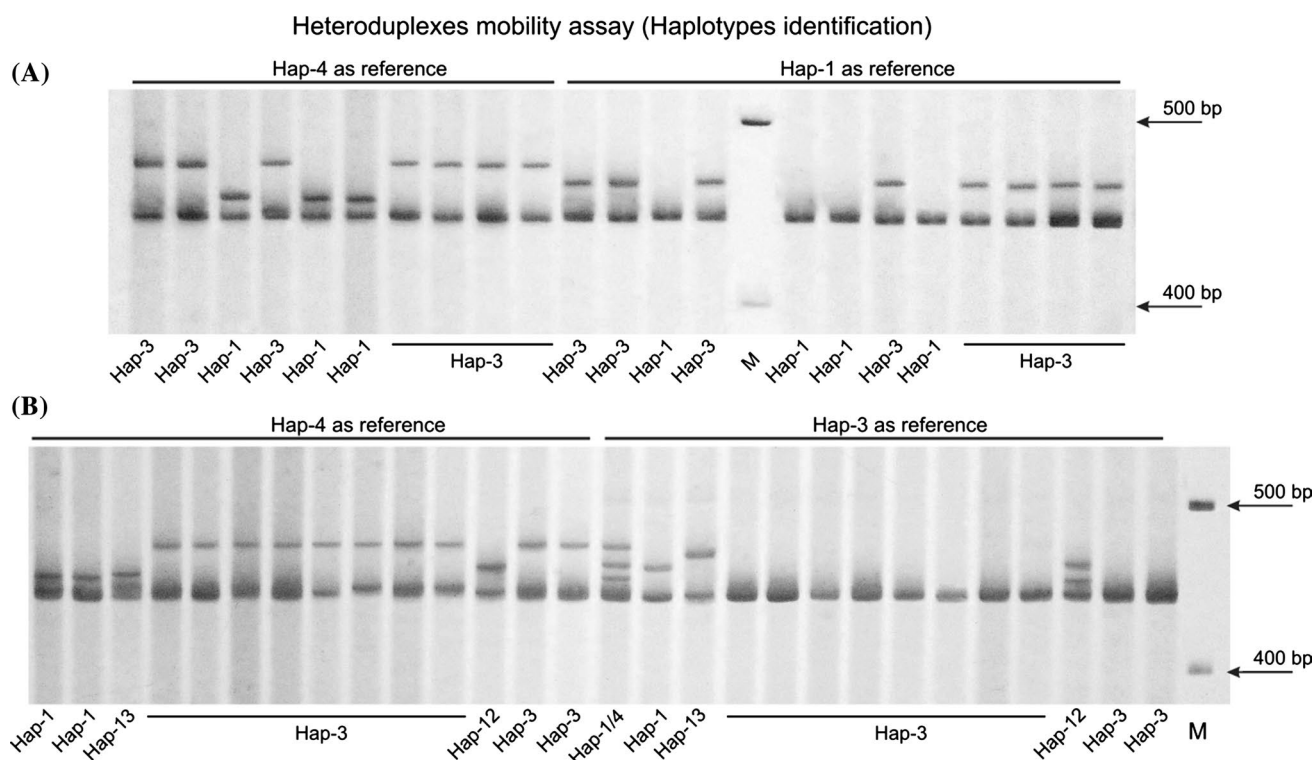 Heteroduplexes mobility assay (Haplotypes identification)
(A)
Hap-4 as reference Hap-1 as reference
500 bp
400 bp
Hap-3 Hap-3 Hap-1 Hap-3 Hap-1 Hap-1 Hap-3 Hap-3 Hap-3 Hap-1 Hap-3 M Hap-1 Hap-1 Hap-3 Hap-1 Hap-3
(B)
Hap-4 as reference Hap-3 as reference
500 bp
400 bp
Hap-1 Hap-1 Hap-13 Hap-3 Hap-12 Hap-3 Hap-3 Hap-1/4 Hap-1 Hap-13 Hap-3 Hap-12 Hap-3 Hap-3 M